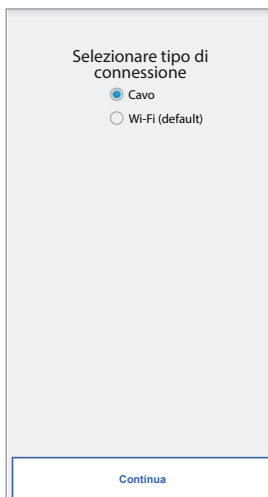 Selezionare tipo di
connessione
Cavo
Wi-Fi (default)
Continua